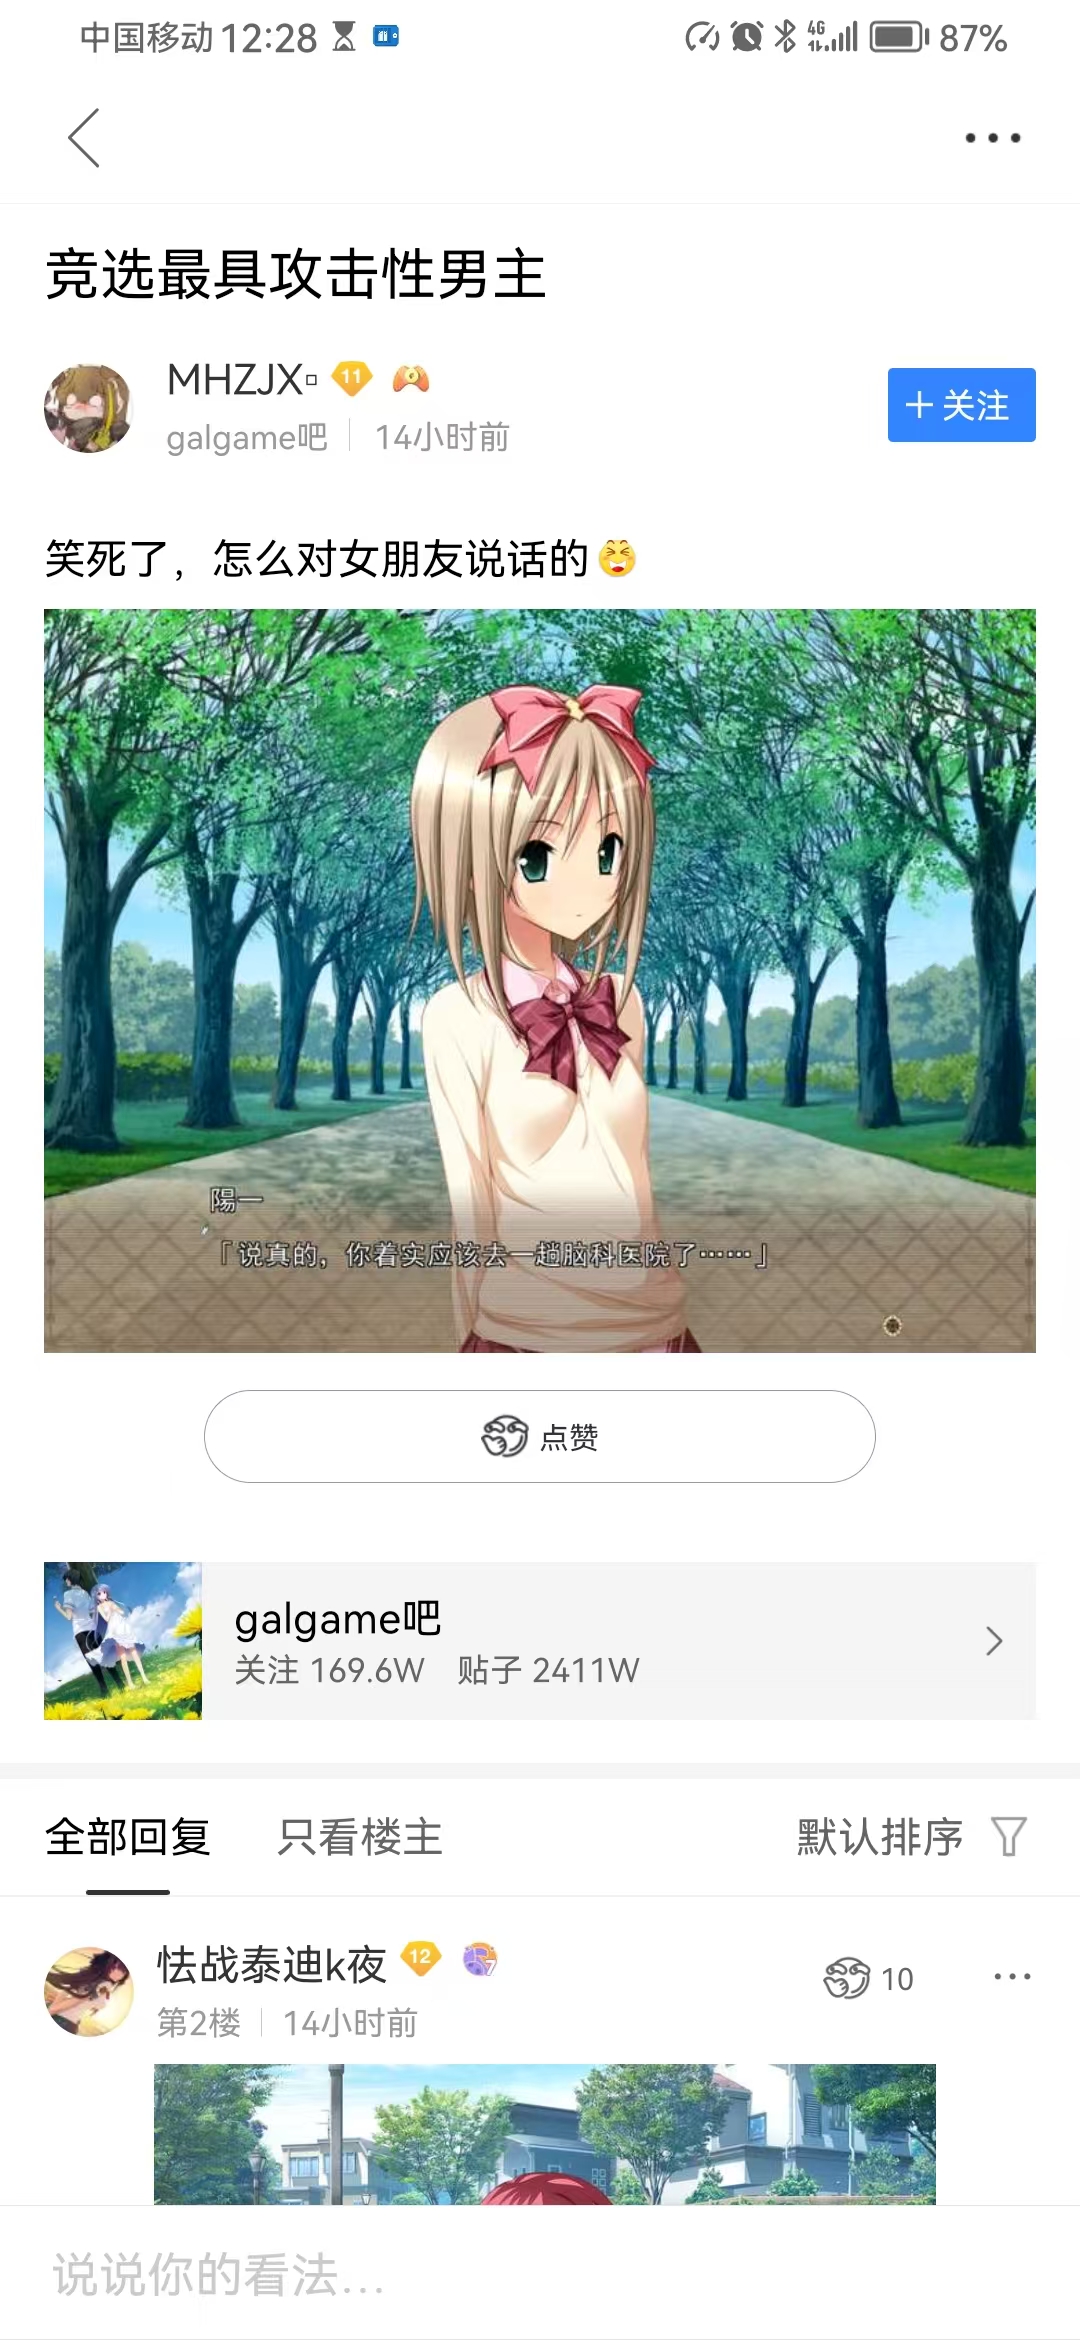 中国移动 12:28
4G 87%
竞选最具攻击性男主
MHZJX▫ 11
galgame吧 14小时前
+ 关注
笑死了，怎么对女朋友说话的
陽一
「说真的，你着实应该去一趟脑科医院了……」
点赞
galgame吧
关注 169.6W 贴子 2411W
全部回复 只看楼主 默认排序
怯战泰迪k夜 12
10
第2楼 14小时前
说说你的看法...